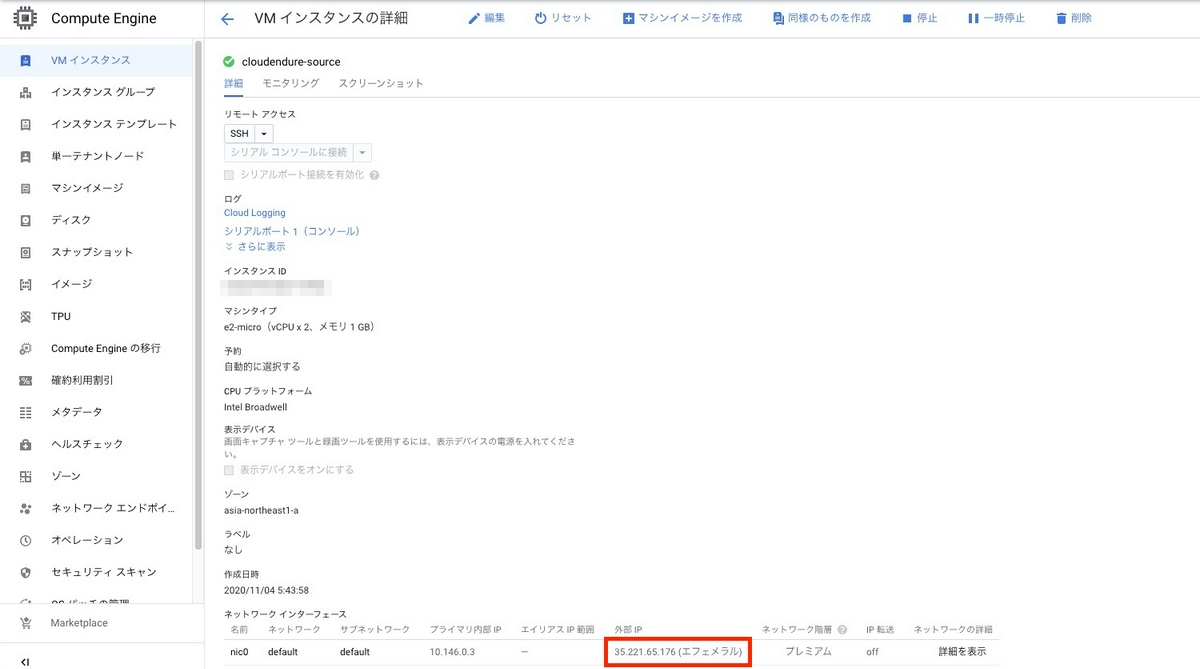 Compute Engine
VM インスタンスの詳細
編集
リセット
マシンイメージを作成
同様のものを作成
停止
一時停止
削除
VM インスタンス
インスタンス グループ
インスタンス テンプレート
単一テナントノード
マシンイメージ
ディスク
スナップショット
イメージ
TPU
Compute Engine の移行
確約利用割引
メタデータ
ヘルスチェック
ゾーン
ネットワーク エンドポイ...
オペレーション
セキュリティ スキャン
OS パッチの管理
Marketplace
cloudendure-source
詳細 モニタリング スクリーンショット
リモート アクセス
SSH
シリアル コンソールに接続
シリアルポート接続を有効化
ログ
Cloud Logging
シリアルポート 1（コンソール）
さらに表示
インスタンス ID
マシンタイプ
e2-micro（vCPU x 2、メモリ 1 GB）
予約
自動的に選択する
CPU プラットフォーム
Intel Broadwell
表示デバイス
画面キャプチャ ツールと録画ツールを使用するには、表示デバイスの電源を入れてくださ
い。
表示デバイスをオンにする
ゾーン
asia-northeast1-a
ラベル
なし
作成日時
2020/11/04 5:43:58
ネットワーク インターフェース
名前 ネットワーク サブネットワーク プライマリ内部 IP エイリアス IP 範囲 外部 IP ネットワーク階層 IP 転送 ネットワークの詳細
nic0 default default 10.146.0.3 — 35.221.65.176 (エフェメラル) プレミアム off 詳細を表示